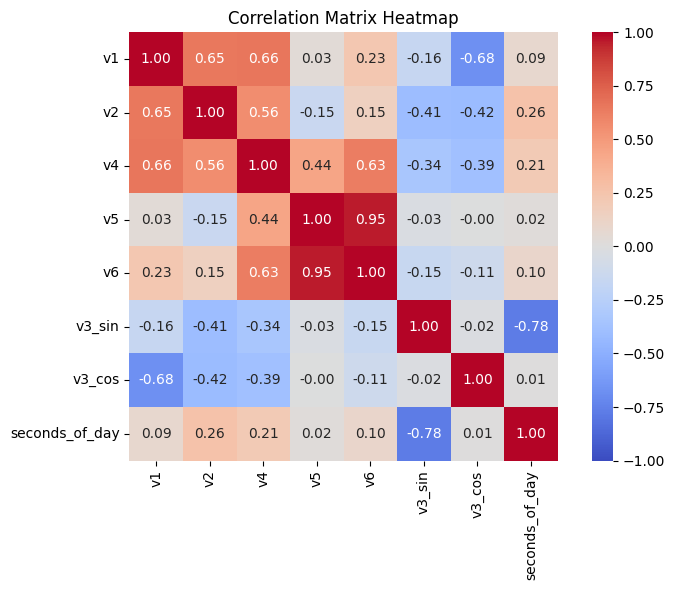 Correlation Matrix Heatmap
v1 1.00 0.65 0.66 0.03 0.23 -0.16 -0.68 0.09
v2 0.65 1.00 0.56 -0.15 0.15 -0.41 -0.42 0.26
v4 0.66 0.56 1.00 0.44 0.63 -0.34 -0.39 0.21
v5 0.03 -0.15 0.44 1.00 0.95 -0.03 -0.00 0.02
v6 0.23 0.15 0.63 0.95 1.00 -0.15 -0.11 0.10
v3_sin -0.16 -0.41 -0.34 -0.03 -0.15 1.00 -0.02 -0.78
v3_cos -0.68 -0.42 -0.39 -0.00 -0.11 -0.02 1.00 0.01
seconds_of_day 0.09 0.26 0.21 0.02 0.10 -0.78 0.01 1.00
v1 v2 v4 v5 v6 v3_sin v3_cos seconds_of_day
1.00
0.75
0.50
0.25
0.00
−0.25
−0.50
−0.75
−1.00